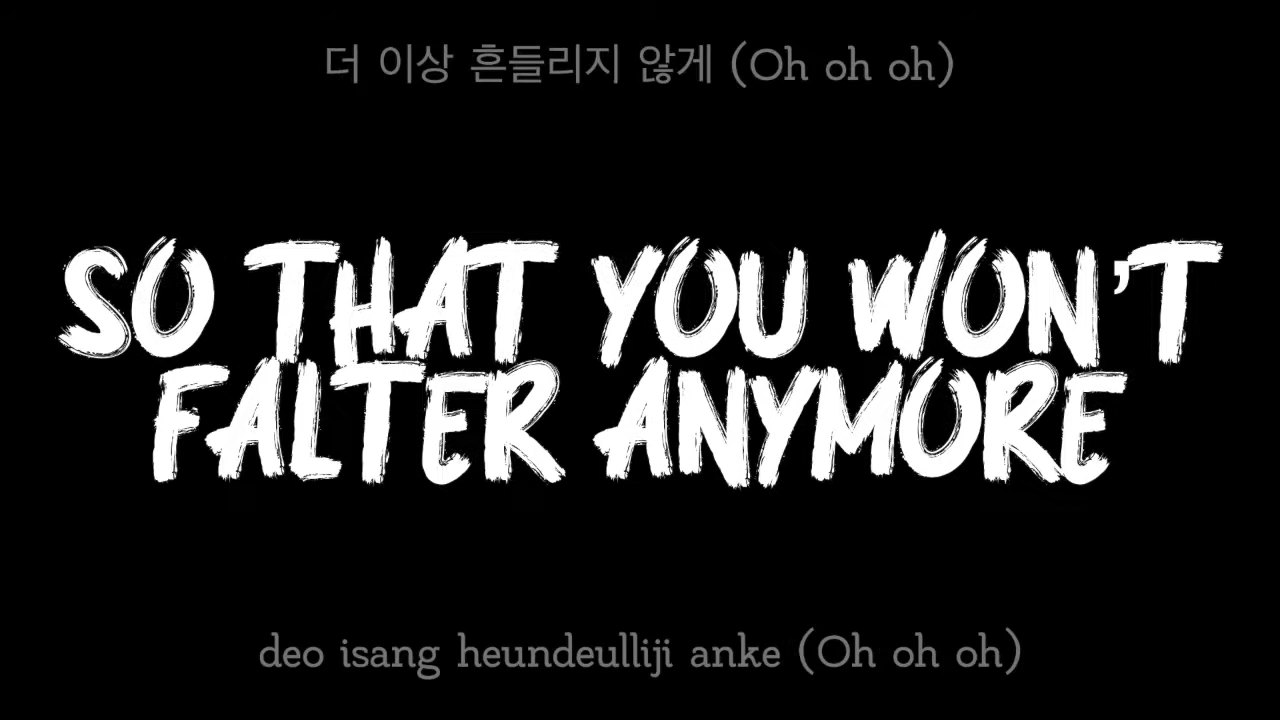 더 이상 흔들리지 않게 (Oh oh oh)
SO THAT YOU WON'T
FALTER ANYMORE
deo isang heundeulliji anke (Oh oh oh)